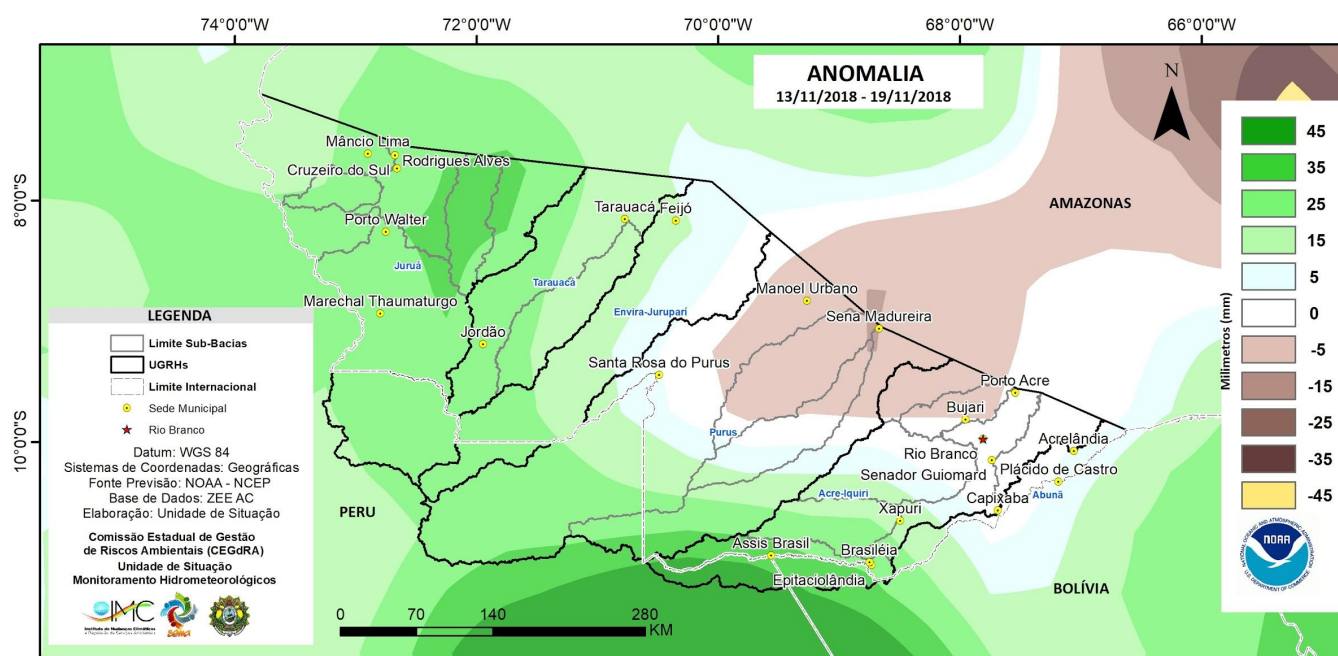 74°0'0"W
72°0'0"W
70°0'0"W
68°0'0"W
66°0'0"W
8°0'0"S
10°0'0"S
ANOMALIA
13/11/2018 - 19/11/2018
N
AMAZONAS
PERU
BOLÍVIA
Mâncio Lima
Rodrigues Alves
Cruzeiro do Sul
Porto Walter
Juruá
Marechal Thaumaturgo
Jordão
Tarauacá
Feijó
Tarauacá
Envira-Jurupari
Santa Rosa do Purus
Manoel Urbano
Sena Madureira
Purus
Porto Acre
Bujari
Rio Branco
Acrelândia
Senador Guiomard
Plácido de Castro
Acre-Iquiri
Abunã
Capixaba
Xapuri
Assis Brasil
Brasiléia
Epitaciolândia
LEGENDA
Limite Sub-Bacias
UGRHs
Limite Internacional
Sede Municipal
Rio Branco
Datum: WGS 84
Sistemas de Coordenadas: Geográficas
Fonte Previsão: NOAA - NCEP
Base de Dados: ZEE AC
Elaboração: Unidade de Situação
Comissão Estadual de Gestão
de Riscos Ambientais (CEGdRA)
Unidade de Situação
Monitoramento Hidrometeorológicos
IMC
0 70 140 280
KM
Milímetros (mm)
45
35
25
15
5
0
-5
-15
-25
-35
-45
NOAA